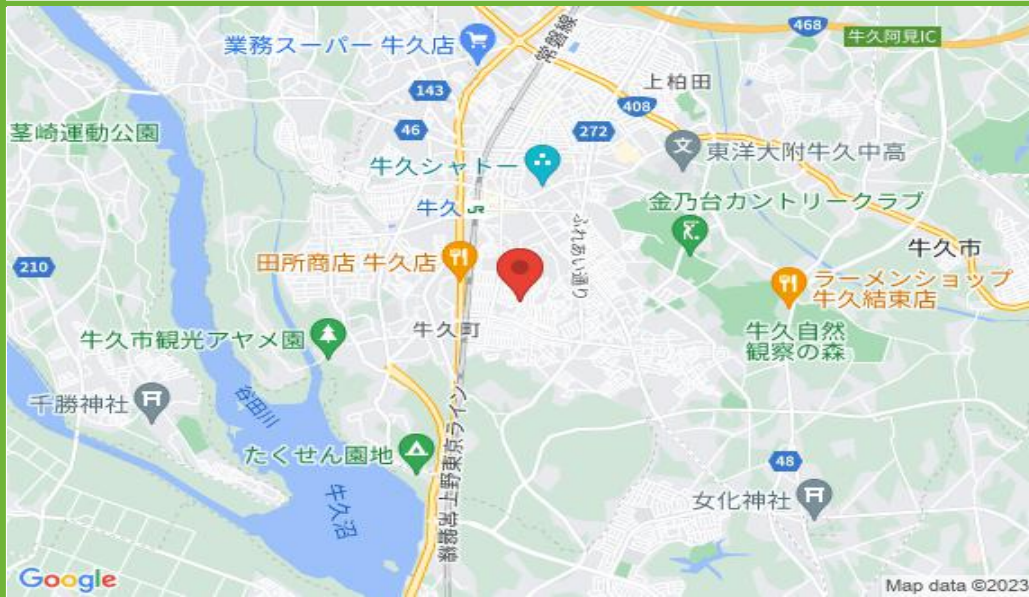 468
牛久阿見IC
業務スーパー 牛久店
常磐線
上柏田
143
408
46
272
茎崎運動公園
東洋大附牛久中高
牛久シャトー
牛久 JR
金乃台カントリークラブ
ふれあい通り
210
田所商店 牛久店
牛久市
ラーメンショップ
牛久結束店
牛久町
牛久市観光アヤメ園
牛久自然
観察の森
千勝神社
谷田川
たくせん園地
上野東京ライン
48
牛久沼
女化神社
Google
Map data ©2023